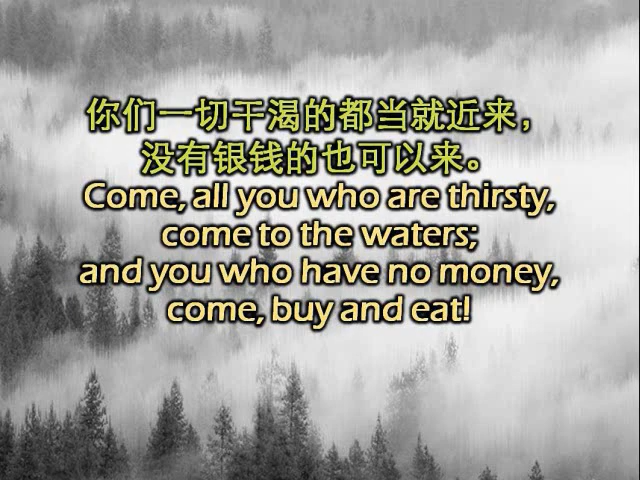 你们一切干渴的都当就近来，
没有银钱的也可以来。
Come, all you who are thirsty,
come to the waters;
and you who have no money,
come, buy and eat!